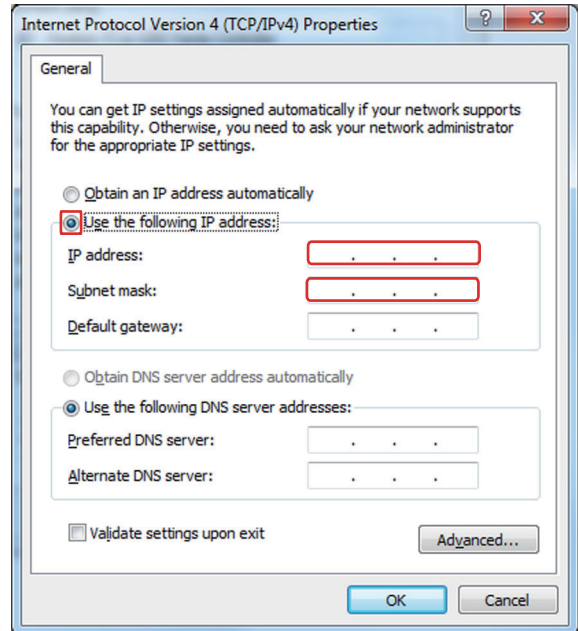 Internet Protocol Version 4 (TCP/IPv4) Properties
General
You can get IP settings assigned automatically if your network supports
this capability. Otherwise, you need to ask your network administrator
for the appropriate IP settings.
Obtain an IP address automatically
Use the following IP address:
IP address: . . .
Subnet mask: . . .
Default gateway: . . .
Obtain DNS server address automatically
Use the following DNS server addresses:
Preferred DNS server: . . .
Alternate DNS server: . . .
Validate settings upon exit
Advanced...
OK Cancel